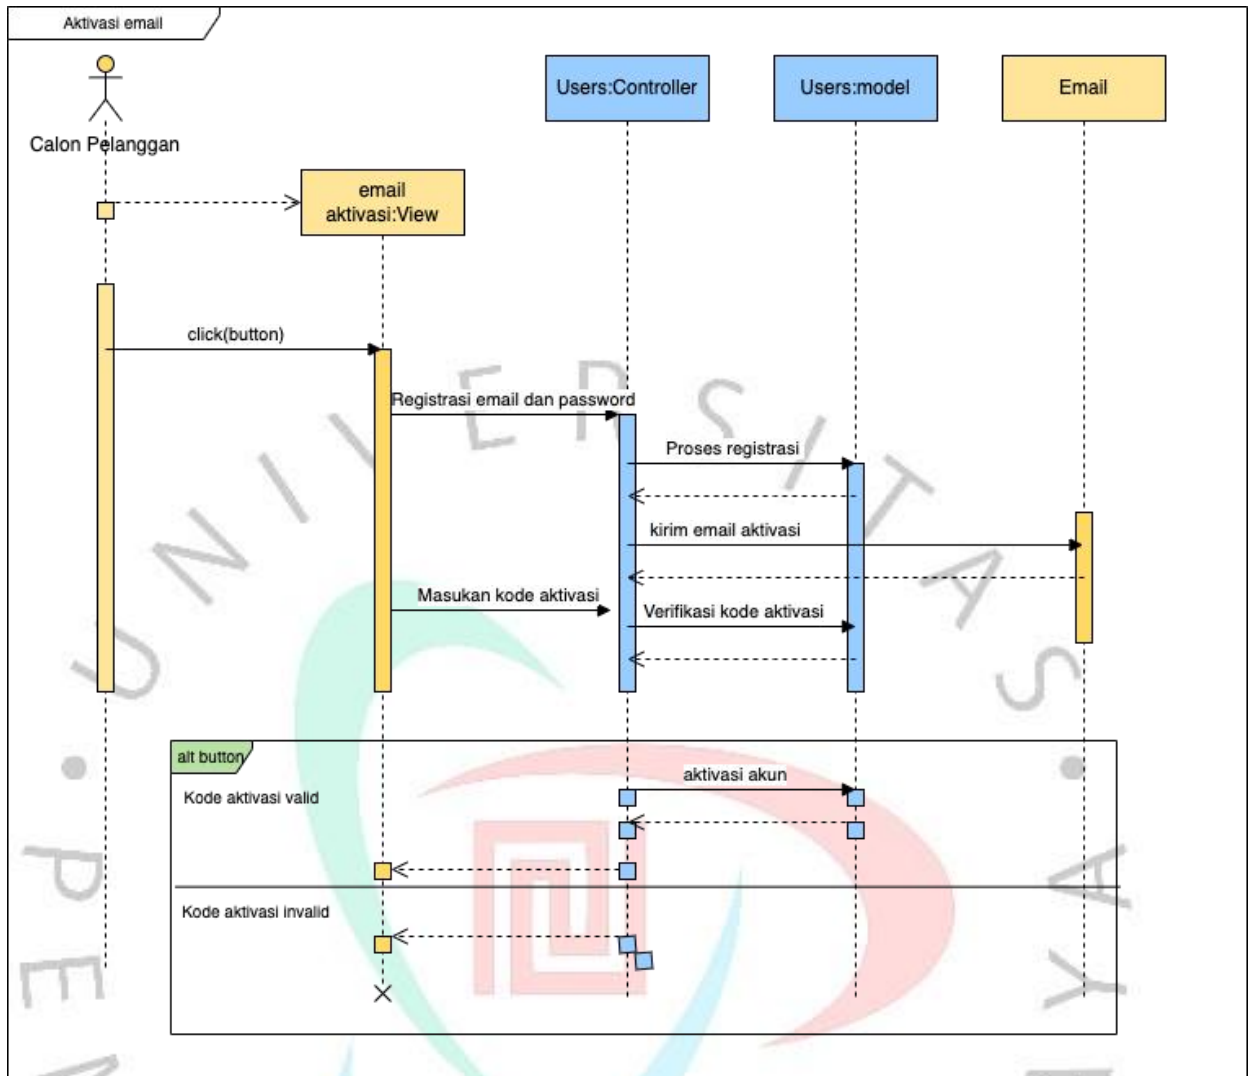 Aktivasi email
Users:Controller
Users:model
Email
Calon Pelanggan
email
aktivasi:View
click(button)
Registrasi email dan password
Proses registrasi
kirim email aktivasi
Masukan kode aktivasi
Verifikasi kode aktivasi
alt button
aktivasi akun
Kode aktivasi valid
Kode aktivasi invalid
UNIVERSITAS